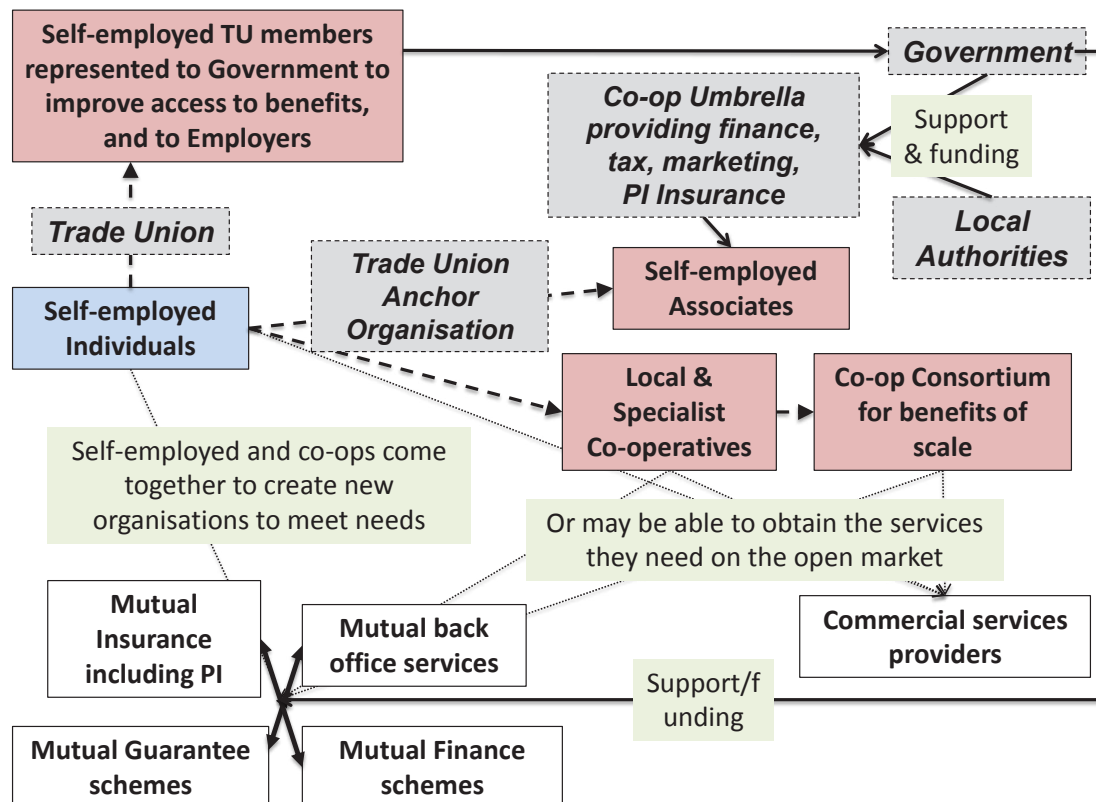 Self-employed TU members
represented to Government to
improve access to benefits,
and to Employers
Government
Co-op Umbrella
providing finance,
tax, marketing,
PI Insurance
Support
& funding
Trade Union
Local
Authorities
Trade Union
Anchor
Organisation
Self-employed
Associates
Self-employed
Individuals
Local &
Specialist
Co-operatives
Co-op Consortium
for benefits of
scale
Self-employed and co-ops come
together to create new
organisations to meet needs
Or may be able to obtain the services
they need on the open market
Mutual
Insurance
including PI
Mutual back
office services
Commercial services
providers
Support/f
unding
Mutual Guarantee
schemes
Mutual Finance
schemes